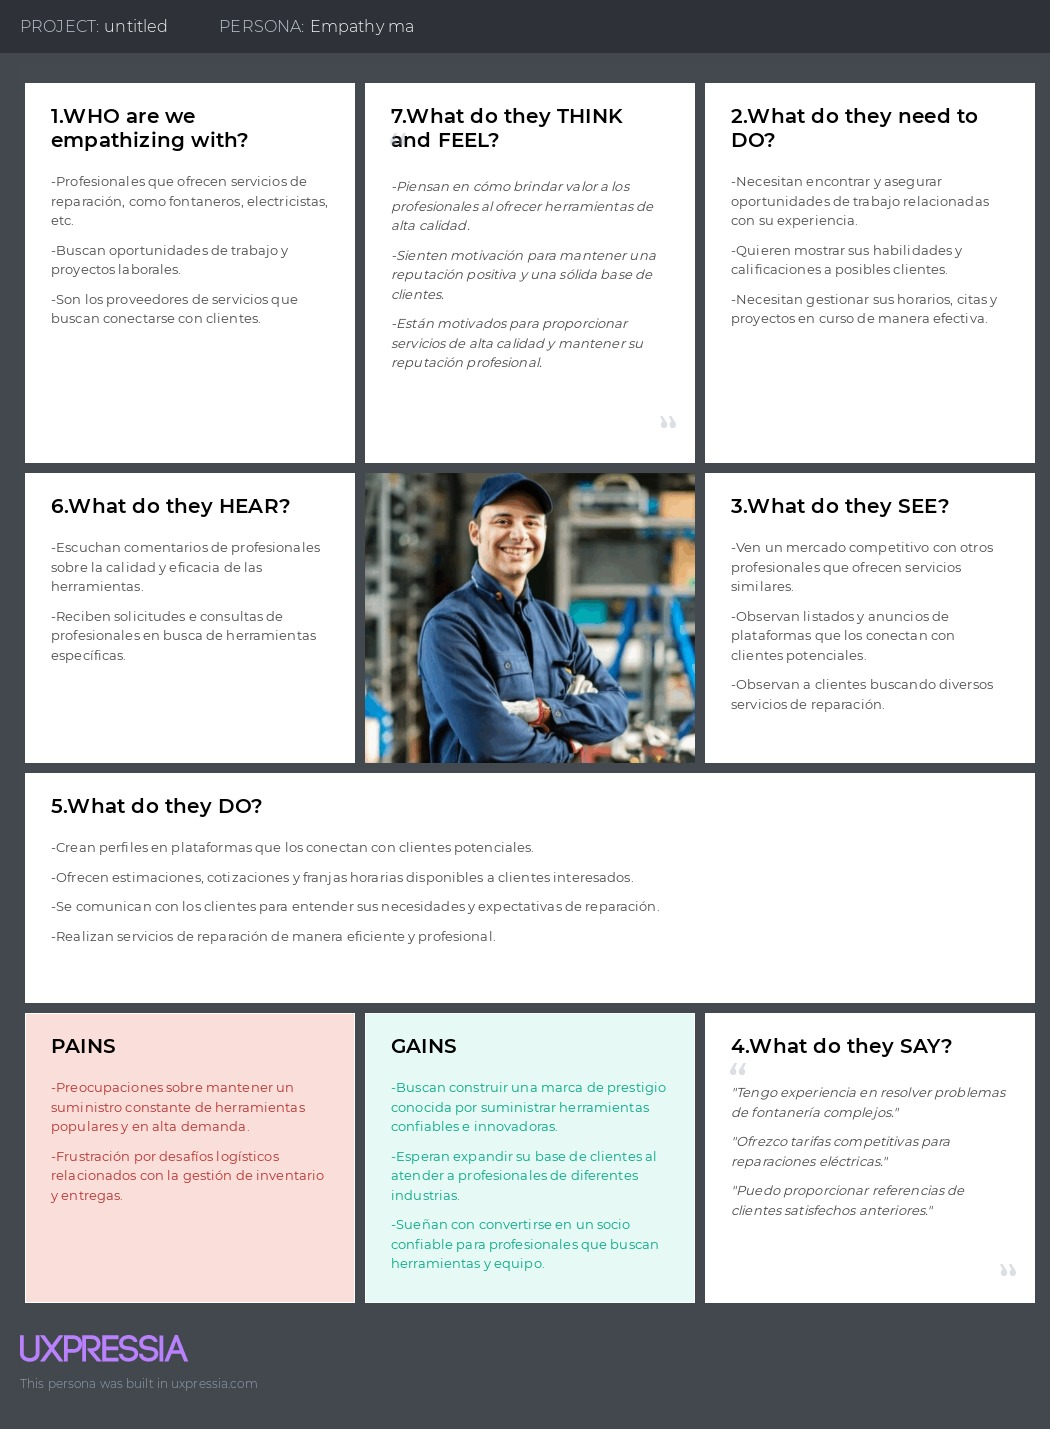 PROJECT: untitled
PERSONA: Empathy ma
1.WHO are we
empathizing with?
-Profesionales que ofrecen servicios de
reparación, como fontaneros, electricistas,
etc.
-Buscan oportunidades de trabajo y
proyectos laborales.
-Son los proveedores de servicios que
buscan conectarse con clientes.
7.What do they THINK
and FEEL?
-Piensan en cómo brindar valor a los
profesionales al ofrecer herramientas de
alta calidad.
-Sienten motivación para mantener una
reputación positiva y una sólida base de
clientes.
-Están motivados para proporcionar
servicios de alta calidad y mantener su
reputación profesional.
2.What do they need to
DO?
-Necesitan encontrar y asegurar
oportunidades de trabajo relacionadas
con su experiencia.
-Quieren mostrar sus habilidades y
calificaciones a posibles clientes.
-Necesitan gestionar sus horarios, citas y
proyectos en curso de manera efectiva.
6.What do they HEAR?
-Escuchan comentarios de profesionales
sobre la calidad y eficacia de las
herramientas.
-Reciben solicitudes e consultas de
profesionales en busca de herramientas
específicas.
3.What do they SEE?
-Ven un mercado competitivo con otros
profesionales que ofrecen servicios
similares.
-Observan listados y anuncios de
plataformas que los conectan con
clientes potenciales.
-Observan a clientes buscando diversos
servicios de reparación.
5.What do they DO?
-Crean perfiles en plataformas que los conectan con clientes potenciales.
-Ofrecen estimaciones, cotizaciones y franjas horarias disponibles a clientes interesados.
-Se comunican con los clientes para entender sus necesidades y expectativas de reparación.
-Realizan servicios de reparación de manera eficiente y profesional.
PAINS
-Preocupaciones sobre mantener un
suministro constante de herramientas
populares y en alta demanda.
-Frustración por desafíos logísticos
relacionados con la gestión de inventario
y entregas.
GAINS
-Buscan construir una marca de prestigio
conocida por suministrar herramientas
confiables e innovadoras.
-Esperan expandir su base de clientes al
atender a profesionales de diferentes
industrias.
-Sueñan con convertirse en un socio
confiable para profesionales que buscan
herramientas y equipo.
4.What do they SAY?
"Tengo experiencia en resolver problemas
de fontanería complejos."
"Ofrezco tarifas competitivas para
reparaciones eléctricas."
"Puedo proporcionar referencias de
clientes satisfechos anteriores."
UXPRESSIA
This persona was built in uxpressia.com